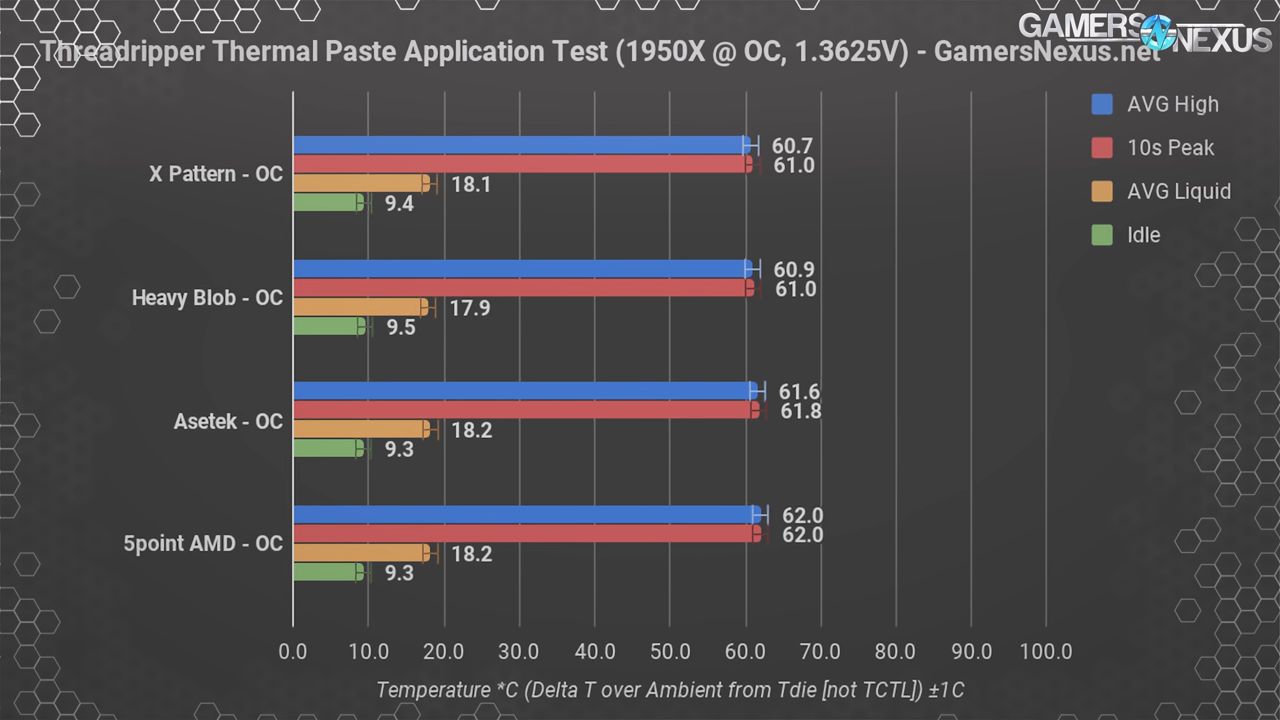 GAMERS NEXUS
Threadripper Thermal Paste Application Test (1950X @ OC, 1.3625V) - GamersNexus.net
AVG High
10s Peak
AVG Liquid
Idle
X Pattern - OC
60.7
61.0
18.1
9.4
Heavy Blob - OC
60.9
61.0
17.9
9.5
Asetek - OC
61.6
61.8
18.2
9.3
5point AMD - OC
62.0
62.0
18.2
9.3
0.0 10.0 20.0 30.0 40.0 50.0 60.0 70.0 80.0 90.0 100.0
Temperature *C (Delta T over Ambient from Tdie [not TCTL]) ±1C